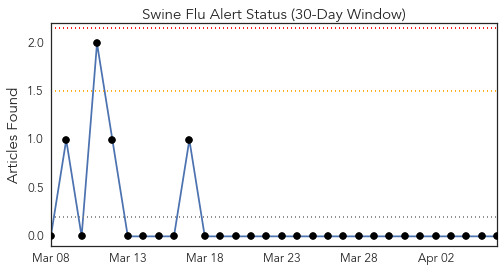 Swine Flu Alert Status (30-Day Window)
2.0
1.5
1.0
0.5
0.0
Articles Found
Mar 08 Mar 13 Mar 18 Mar 23 Mar 28 Apr 02